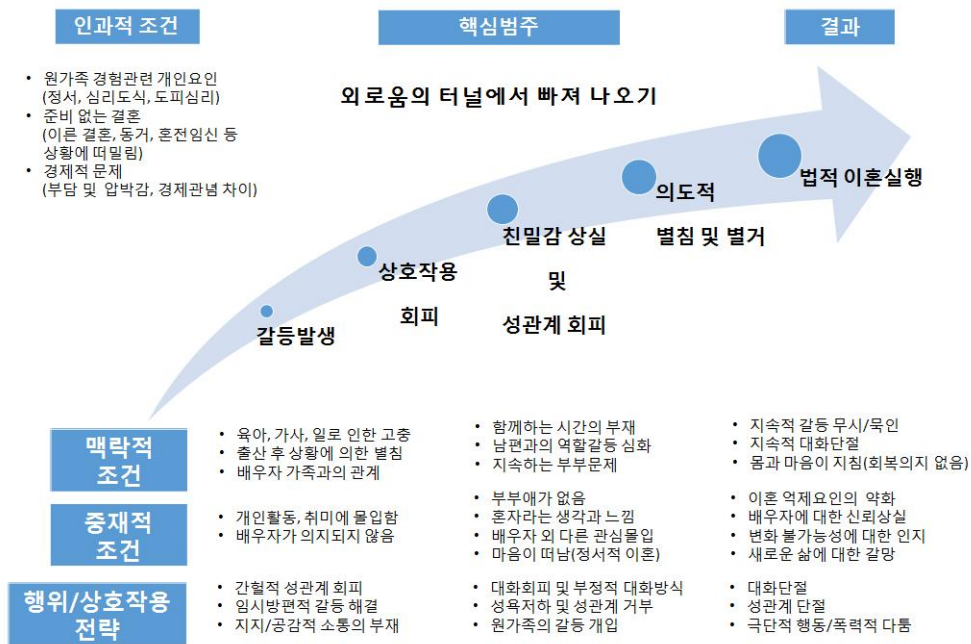 인과적 조건
핵심범주
결과
• 원가족 경험관련 개인요인
(정서, 심리도식, 도피심리)
• 준비 없는 결혼
(이른 결혼, 동거, 혼전임신 등
상황에 떠밀림)
• 경제적 문제
(부담 및 압박감, 경제관념 차이)
외로움의 터널에서 빠져 나오기
법적 이혼실행
의도적
별침 및 별거
친밀감 상실
및
성관계 회피
상호작용
회피
갈등발생
맥락적
조건
• 육아, 가사, 일로 인한 고충
• 출산 후 상황에 의한 별침
• 배우자 가족과의 관계
• 함께하는 시간의 부재
• 남편과의 역할갈등 심화
• 지속하는 부부문제
• 지속적 갈등 무시/묵인
• 지속적 대화단절
• 몸과 마음이 지침(회복의지 없음)
중재적
조건
• 개인활동, 취미에 몰입함
• 배우자가 의지되지 않음
• 부부애가 없음
• 혼자라는 생각과 느낌
• 배우자 외 다른 관심몰입
• 마음이 떠남(정서적 이혼)
• 이혼 억제요인의 약화
• 배우자에 대한 신뢰상실
• 변화 불가능성에 대한 인지
• 새로운 삶에 대한 갈망
행위/상호작용
전략
• 간헐적 성관계 회피
• 임시방편적 갈등 해결
• 지지/공감적 소통의 부재
• 대화회피 및 부정적 대화방식
• 성욕저하 및 성관계 거부
• 원가족의 갈등 개입
• 대화단절
• 성관계 단절
• 극단적 행동/폭력적 다툼